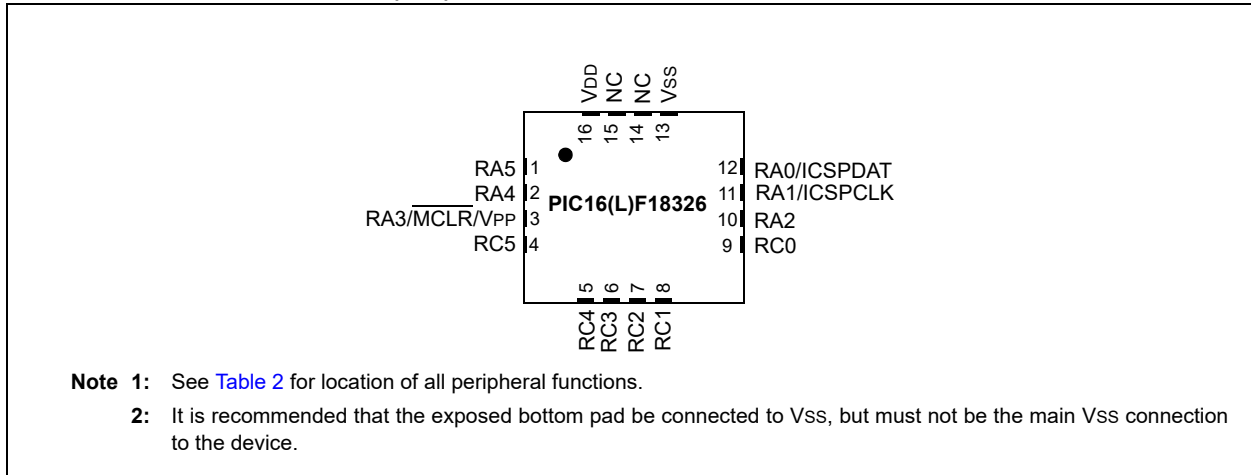 VDD
NC
NC
VSS
16
15
14
13
RA5 1
RA4 2
RA3/MCLR/VPP 3
RC5 4
PIC16(L)F18326
12 RA0/ICSPDAT
11 RA1/ICSPCLK
10 RA2
9 RC0
5
6
7
8
RC4
RC3
RC2
RC1
Note 1: See Table 2 for location of all peripheral functions.
2: It is recommended that the exposed bottom pad be connected to VSS, but must not be the main VSS connection
to the device.